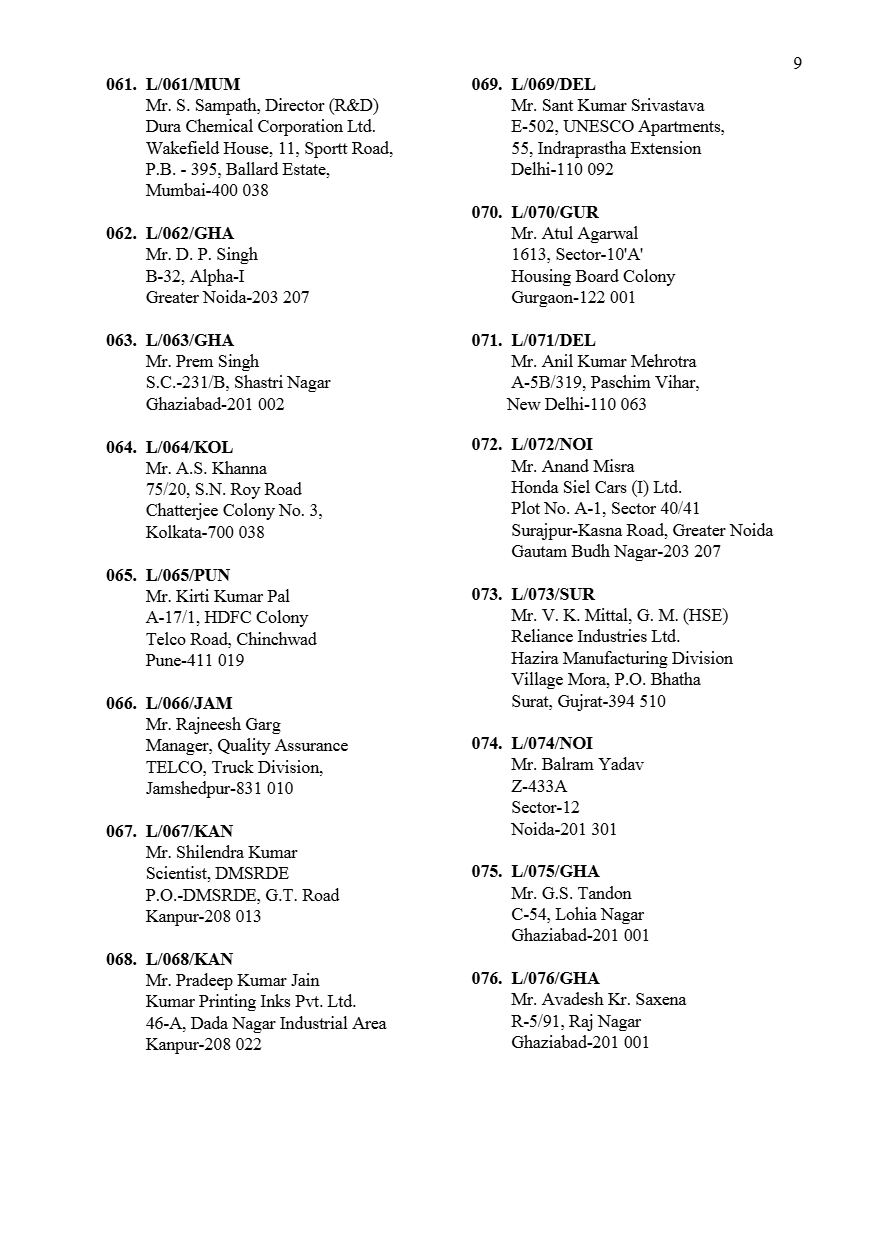 9
061. L/061/MUM
Mr. S. Sampath, Director (R&D)
Dura Chemical Corporation Ltd.
Wakefield House, 11, Sportt Road,
P.B. - 395, Ballard Estate,
Mumbai-400 038
062. L/062/GHA
Mr. D. P. Singh
B-32, Alpha-I
Greater Noida-203 207
063. L/063/GHA
Mr. Prem Singh
S.C.-231/B, Shastri Nagar
Ghaziabad-201 002
064. L/064/KOL
Mr. A.S. Khanna
75/20, S.N. Roy Road
Chatterjee Colony No. 3,
Kolkata-700 038
065. L/065/PUN
Mr. Kirti Kumar Pal
A-17/1, HDFC Colony
Telco Road, Chinchwad
Pune-411 019
066. L/066/JAM
Mr. Rajneesh Garg
Manager, Quality Assurance
TELCO, Truck Division,
Jamshedpur-831 010
067. L/067/KAN
Mr. Shilendra Kumar
Scientist, DMSRDE
P.O.-DMSRDE, G.T. Road
Kanpur-208 013
068. L/068/KAN
Mr. Pradeep Kumar Jain
Kumar Printing Inks Pvt. Ltd.
46-A, Dada Nagar Industrial Area
Kanpur-208 022
069. L/069/DEL
Mr. Sant Kumar Srivastava
E-502, UNESCO Apartments,
55, Indraprastha Extension
Delhi-110 092
070. L/070/GUR
Mr. Atul Agarwal
1613, Sector-10'A'
Housing Board Colony
Gurgaon-122 001
071. L/071/DEL
Mr. Anil Kumar Mehrotra
A-5B/319, Paschim Vihar,
New Delhi-110 063
072. L/072/NOI
Mr. Anand Misra
Honda Siel Cars (I) Ltd.
Plot No. A-1, Sector 40/41
Surajpur-Kasna Road, Greater Noida
Gautam Budh Nagar-203 207
073. L/073/SUR
Mr. V. K. Mittal, G. M. (HSE)
Reliance Industries Ltd.
Hazira Manufacturing Division
Village Mora, P.O. Bhatha
Surat, Gujrat-394 510
074. L/074/NOI
Mr. Balram Yadav
Z-433A
Sector-12
Noida-201 301
075. L/075/GHA
Mr. G.S. Tandon
C-54, Lohia Nagar
Ghaziabad-201 001
076. L/076/GHA
Mr. Avadesh Kr. Saxena
R-5/91, Raj Nagar
Ghaziabad-201 001